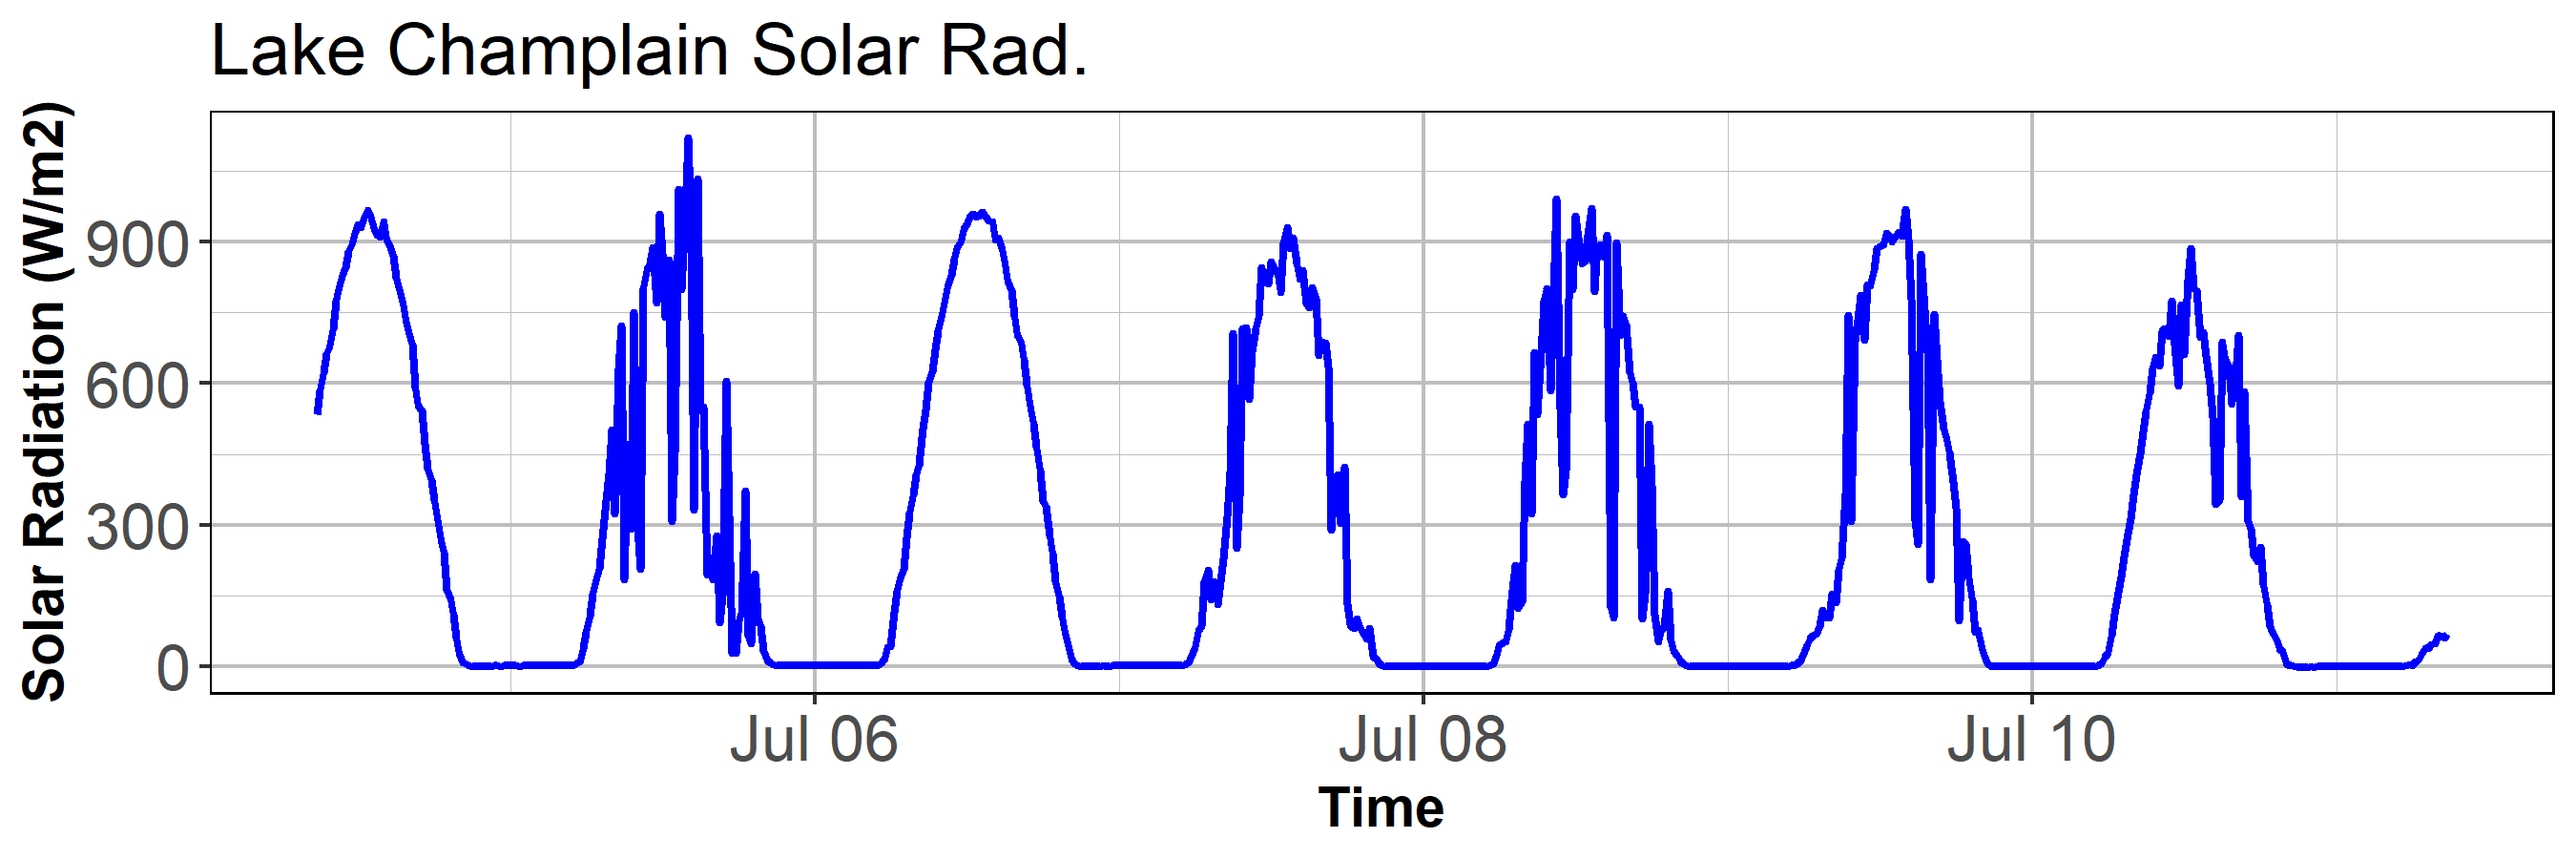 Lake Champlain Solar Rad.
Solar Radiation (W/m2)
900
600
300
0
Jul 06 Jul 08 Jul 10
Time